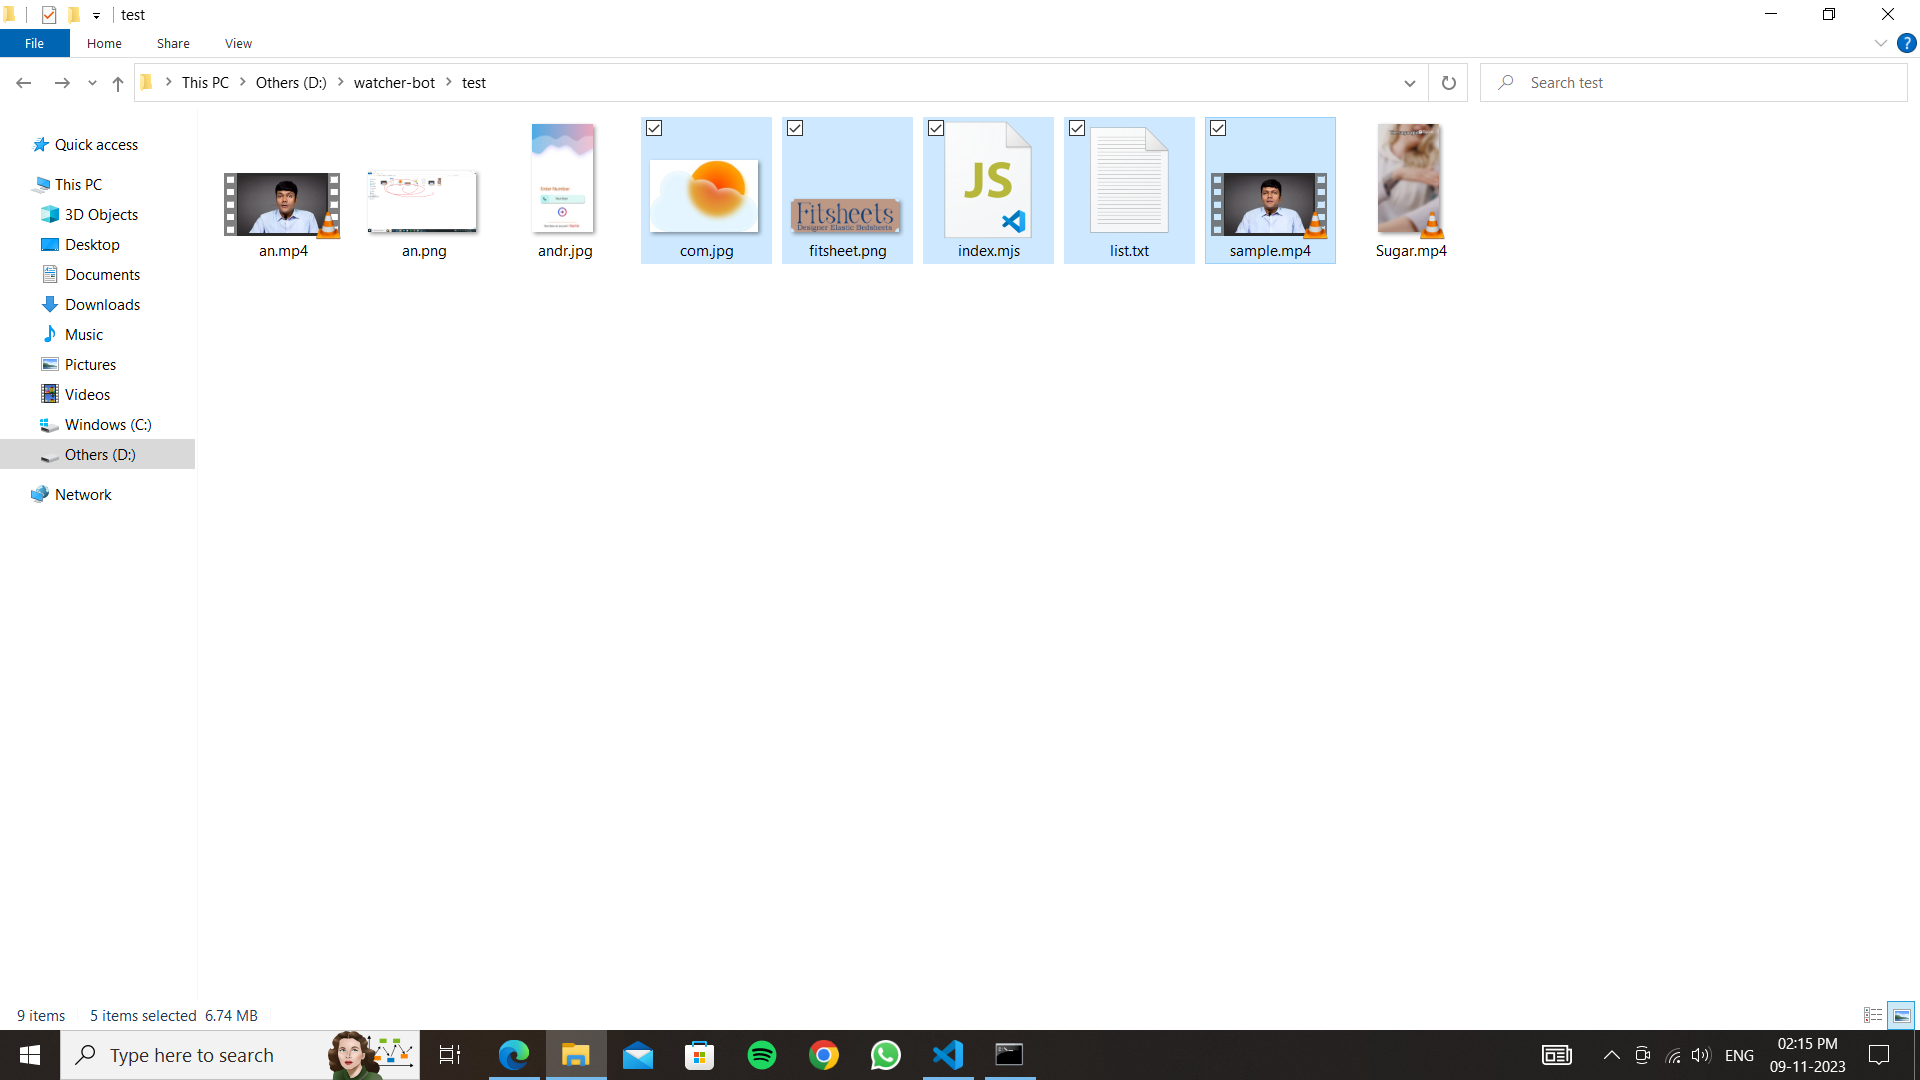 test
File Home Share View
This PC Others (D:) watcher-bot test
Search test
Quick access
This PC
3D Objects
Desktop
Documents
Downloads
Music
Pictures
Videos
Windows (C:)
Others (D:)
Network
Enter Number
Fitsheets
Designer Elastic Bedsheets
JS
an.mp4 an.png andr.jpg com.jpg fitsheet.png index.mjs list.txt sample.mp4 Sugar.mp4
9 items 5 items selected 6.74 MB
Type here to search
ENG
02:15 PM
09-11-2023